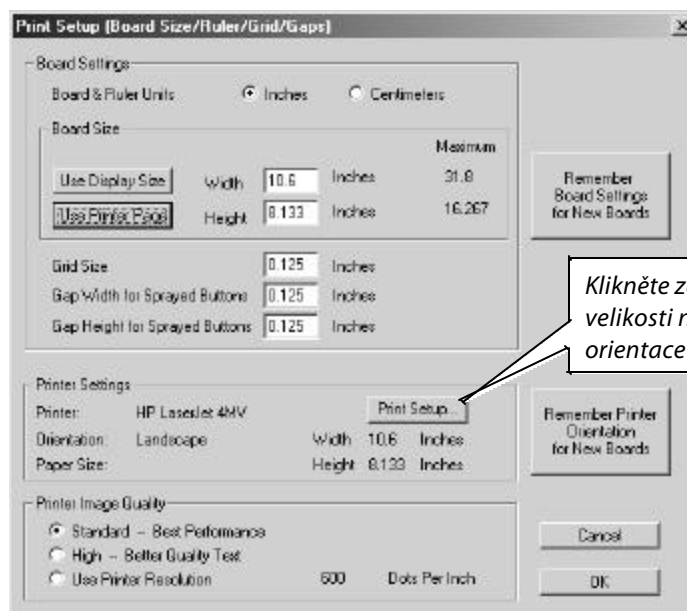 Print Setup (Board Size/Ruler/Grid/Gaps)
Board Settings
Board & Ruler Units Inches Centimeters
Board Size
Maximum
Use Display Size Width 10.6 Inches 31.8
Use Printer Page Height 8.133 Inches 16.267
Remember
Board Settings
for New Boards
Grid Size 0.125 Inches
Gap Width for Sprayed Buttons 0.125 Inches
Gap Height for Sprayed Buttons 0.125 Inches
Klikněte
velikosti
orientace
Printer Settings
Printer: HP LaserJet 4MV Print Setup...
Orientation: Landscape Width 10.6 Inches
Paper Size: Height 8.133 Inches
Remember Printer
Orientation
for New Boards
Printer Image Quality
Standard -- Best Performance
High -- Better Quality Text
Use Printer Resolution 600 Dots Per Inch
Cancel
OK